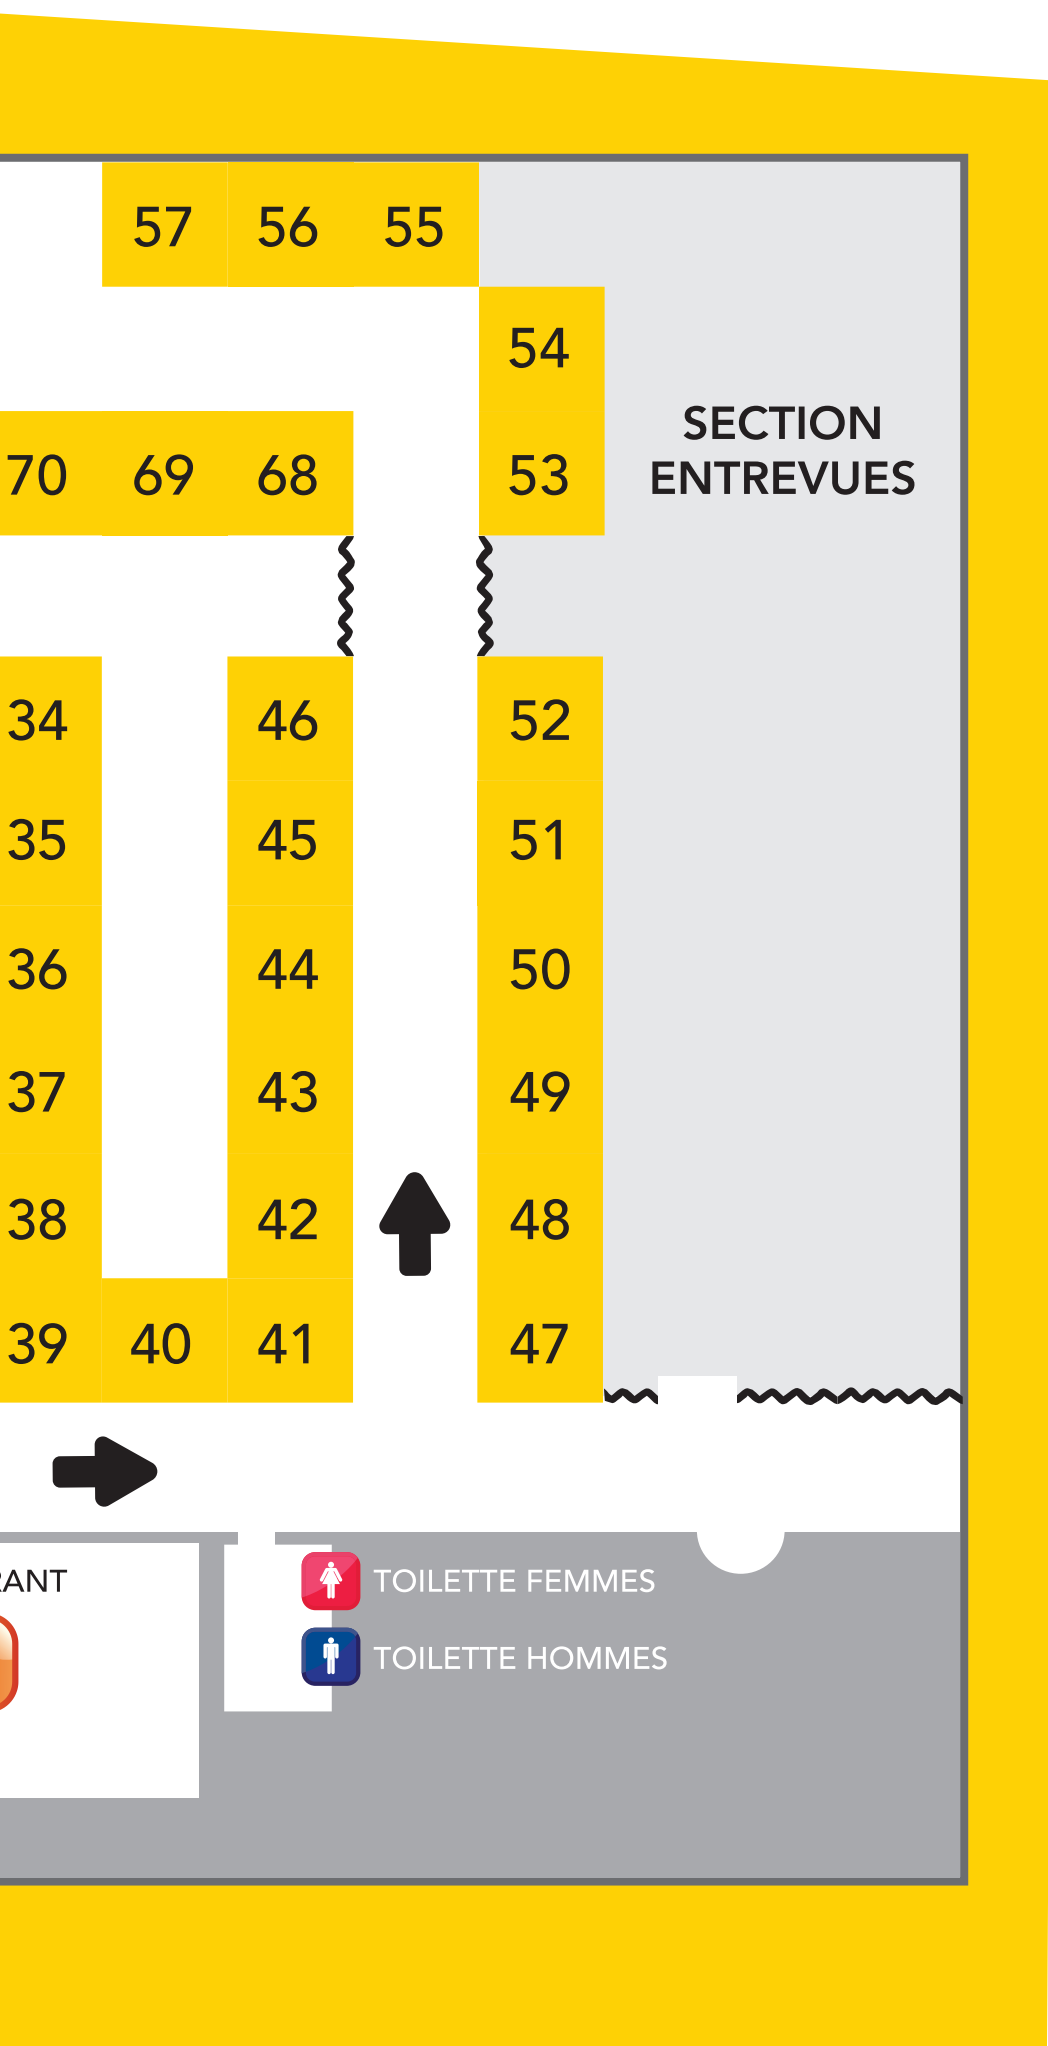 57 56 55
54
SECTION
ENTREVUES
70 69 68 53
34 46 52
35 45 51
36 44 50
37 43 49
38 42 48
39 40 41 47
RANT
TOILETTE FEMMES
TOILETTE HOMMES